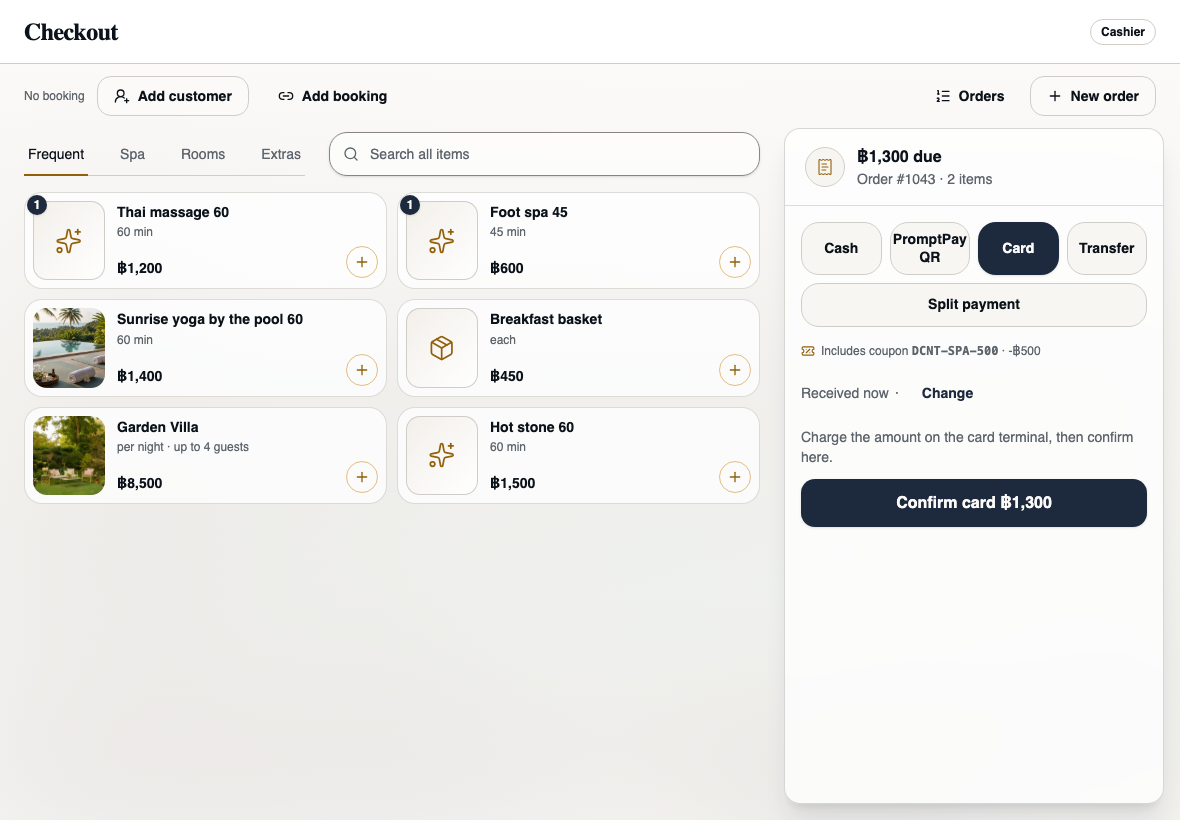 Checkout
Cashier
No booking
Add customer
Add booking
Orders
New order
Frequent
Spa
Rooms
Extras
Search all items
1
Thai massage 60
60 min
฿1,200
1
Foot spa 45
45 min
฿600
Sunrise yoga by the pool 60
60 min
฿1,400
Breakfast basket
each
฿450
Garden Villa
per night · up to 4 guests
฿8,500
Hot stone 60
60 min
฿1,500
฿1,300 due
Order #1043 · 2 items
Cash
PromptPay
QR
Card
Transfer
Split payment
Includes coupon DCNT-SPA-500 · -฿500
Received now ·
Change
Charge the amount on the card terminal, then confirm
here.
Confirm card ฿1,300